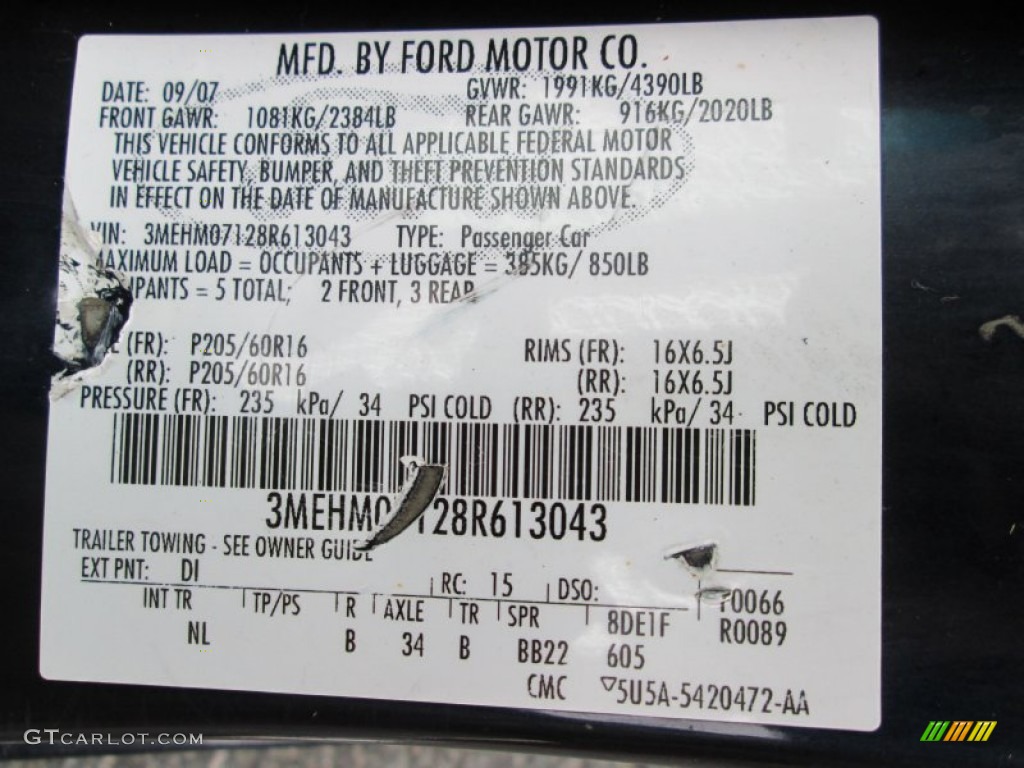 MFD. BY FORD MOTOR CO.
DATE: 09/07 GVWR: 1991KG/4390LB
FRONT GAWR: 1081KG/2384LB REAR GAWR: 916KG/2020LB
THIS VEHICLE CONFORMS TO ALL APPLICABLE FEDERAL MOTOR
VEHICLE SAFETY, BUMPER, AND THEFT PREVENTION STANDARDS
IN EFFECT ON THE DATE OF MANUFACTURE SHOWN ABOVE.
VIN: 3MEHM07128R613043 TYPE: Passenger Car
MAXIMUM LOAD = OCCUPANTS + LUGGAGE = 385KG/ 850LB
UPANTS = 5 TOTAL; 2 FRONT, 3 REAR
(FR): P205/60R16 RIMS (FR): 16X6.5J
(RR): P205/60R16 (RR): 16X6.5J
PRESSURE (FR): 235 kPa/ 34 PSI COLD (RR): 235 kPa/ 34 PSI COLD
3MEHM07128R613043
TRAILER TOWING - SEE OWNER GUIDE
EXT PNT: DI RC: 15 DSO: F0066
INT TR TP/PS R AXLE TR SPR 8DE1F R0089
NL B 34 B BB22 605
CMC ▽5U5A-5420472-AA
GTCARLOT.COM